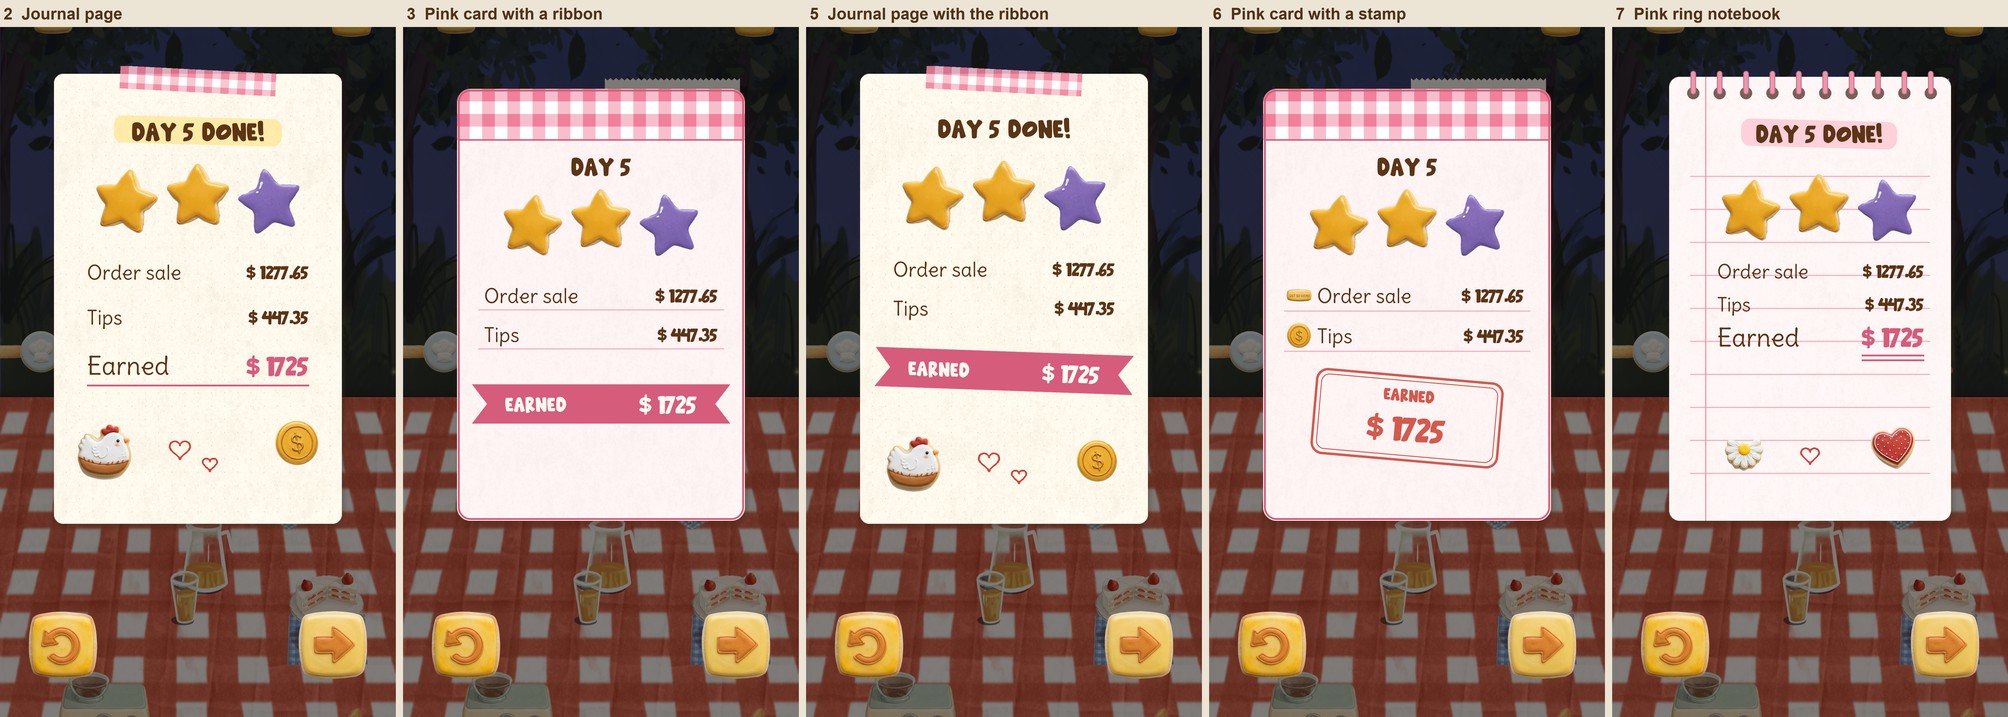 2 Journal page
DAY 5 DONE!
Order sale $ 1277.65
Tips $ 447.35
Earned $ 1725
$
3 Pink card with a ribbon
DAY 5
Order sale $ 1277.65
Tips $ 447.35
EARNED $ 1725
5 Journal page with the ribbon
DAY 5 DONE!
Order sale $ 1277.65
Tips $ 447.35
EARNED $ 1725
$
6 Pink card with a stamp
DAY 5
Order sale $ 1277.65
$ Tips $ 447.35
EARNED
$ 1725
7 Pink ring notebook
DAY 5 DONE!
Order sale $ 1277.65
Tips $ 447.35
Earned $ 1725